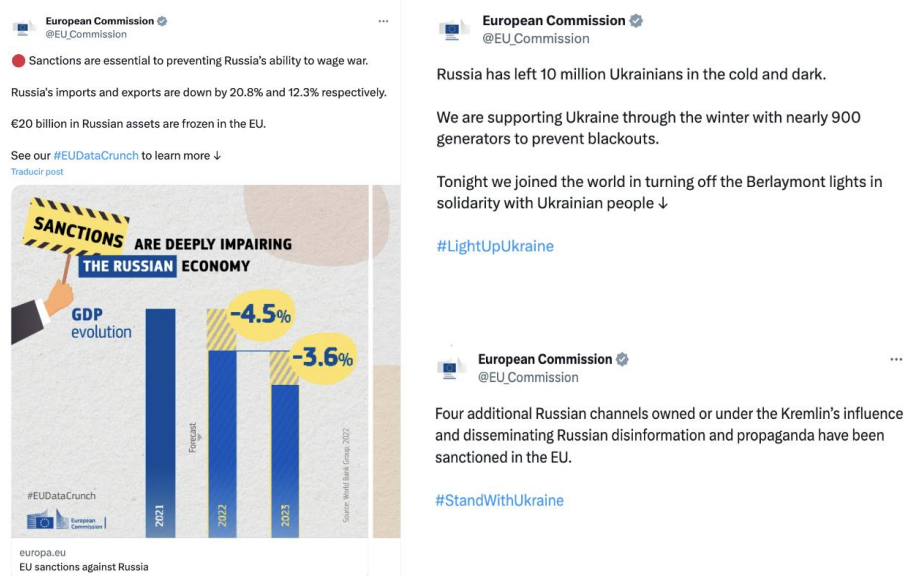 European Commission
@EU_Commission
Sanctions are essential to preventing Russia's ability to wage war.
Russia's imports and exports are down by 20.8% and 12.3% respectively.
€20 billion in Russian assets are frozen in the EU.
See our #EUDataCrunch to learn more ↓
Traducir post
SANCTIONS
ARE DEEPLY IMPAIRING
THE RUSSIAN ECONOMY
GDP
evolution
-4.5%
-3.6%
Forecast
2021
2022
2023
Source: World Bank Group, 2022
#EUDataCrunch
European
Commission
europa.eu
EU sanctions against Russia
European Commission
@EU_Commission
Russia has left 10 million Ukrainians in the cold and dark.
We are supporting Ukraine through the winter with nearly 900
generators to prevent blackouts.
Tonight we joined the world in turning off the Berlaymont lights in
solidarity with Ukrainian people ↓
#LightUpUkraine
European Commission
@EU_Commission
Four additional Russian channels owned or under the Kremlin's influence
and disseminating Russian disinformation and propaganda have been
sanctioned in the EU.
#StandWithUkraine